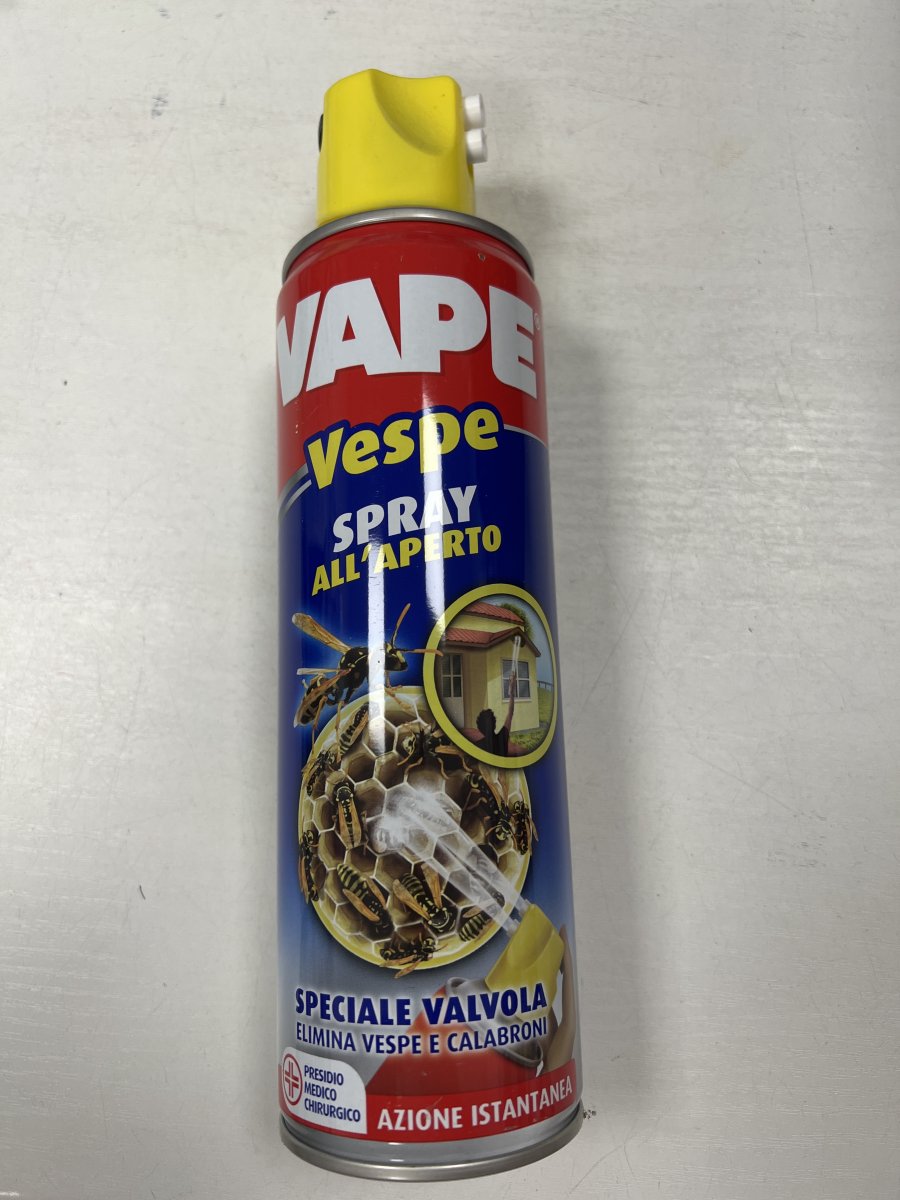 VAPE®
Vespe
SPRAY
ALL'APERTO
SPECIALE VALVOLA
ELIMINA VESPE E CALABRONI
PRESIDIO
MEDICO
CHIRURGICO
AZIONE ISTANTANEA